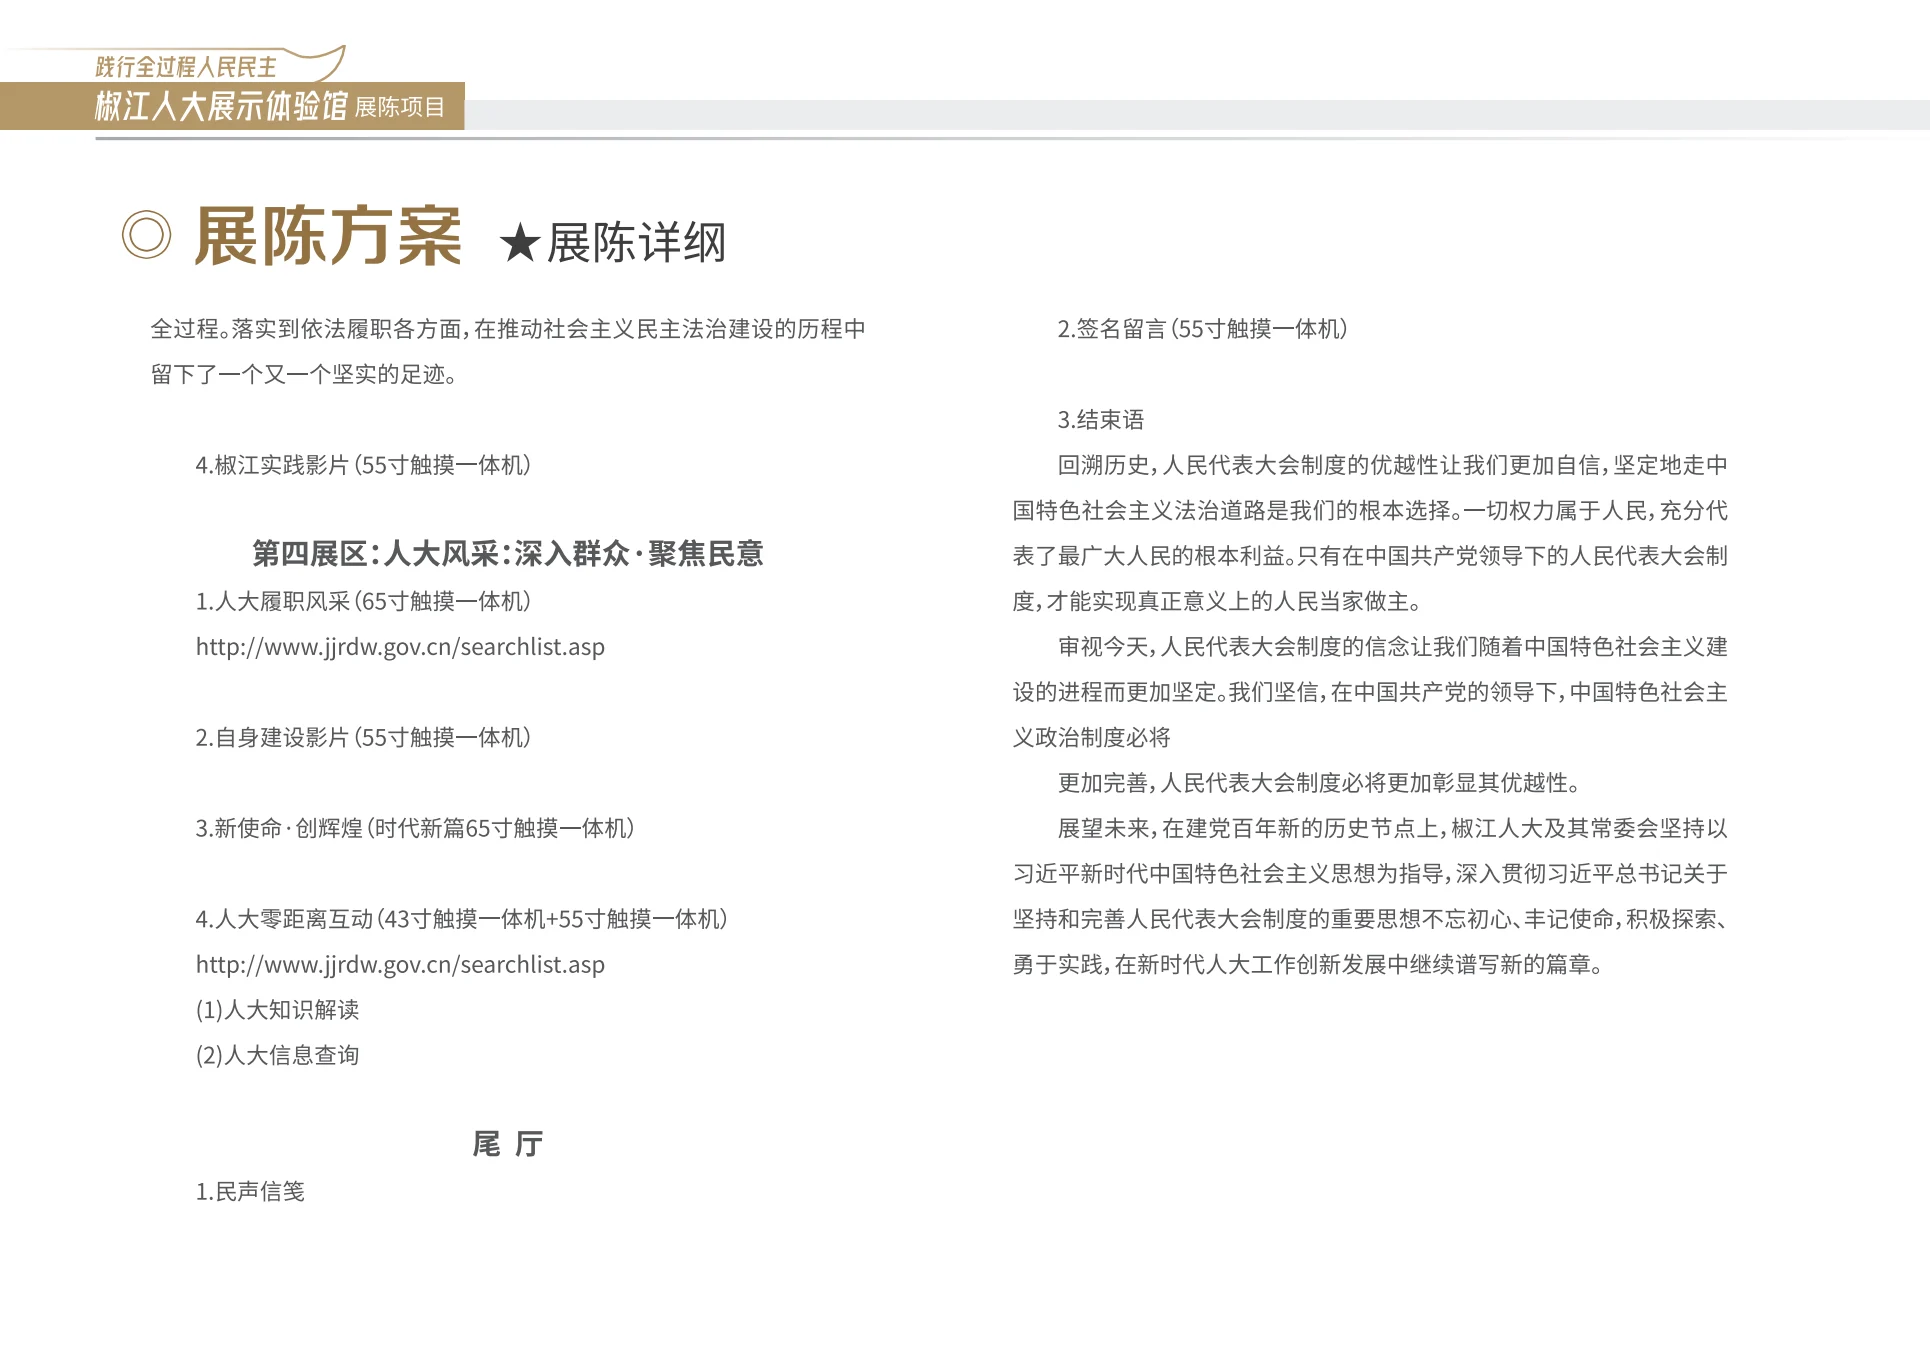 践行全过程人民民主
椒江人大展示体验馆 展陈项目
◎ 展陈方案 ★展陈详纲
全过程。落实到依法履职各方面，在推动社会主义民主法治建设的历程中
留下了一个又一个坚实的足迹。
4.椒江实践影片（55寸触摸一体机）
第四展区：人大风采：深入群众·聚焦民意
1.人大履职风采（65寸触摸一体机）
http://www.jjrdw.gov.cn/searchlist.asp
2.自身建设影片（55寸触摸一体机）
3.新使命·创辉煌（时代新篇65寸触摸一体机）
4.人大零距离互动（43寸触摸一体机+55寸触摸一体机）
http://www.jjrdw.gov.cn/searchlist.asp
(1)人大知识解读
(2)人大信息查询
尾 厅
1.民声信笺
2.签名留言（55寸触摸一体机）
3.结束语
回溯历史，人民代表大会制度的优越性让我们更加自信，坚定地走中
国特色社会主义法治道路是我们的根本选择。一切权力属于人民，充分代
表了最广大人民的根本利益。只有在中国共产党领导下的人民代表大会制
度，才能实现真正意义上的人民当家做主。
审视今天，人民代表大会制度的信念让我们随着中国特色社会主义建
设的进程而更加坚定。我们坚信，在中国共产党的领导下，中国特色社会主
义政治制度必将
更加完善，人民代表大会制度必将更加彰显其优越性。
展望未来，在建党百年新的历史节点上，椒江人大及其常委会坚持以
习近平新时代中国特色社会主义思想为指导，深入贯彻习近平总书记关于
坚持和完善人民代表大会制度的重要思想不忘初心、丰记使命，积极探索、
勇于实践，在新时代人大工作创新发展中继续谱写新的篇章。